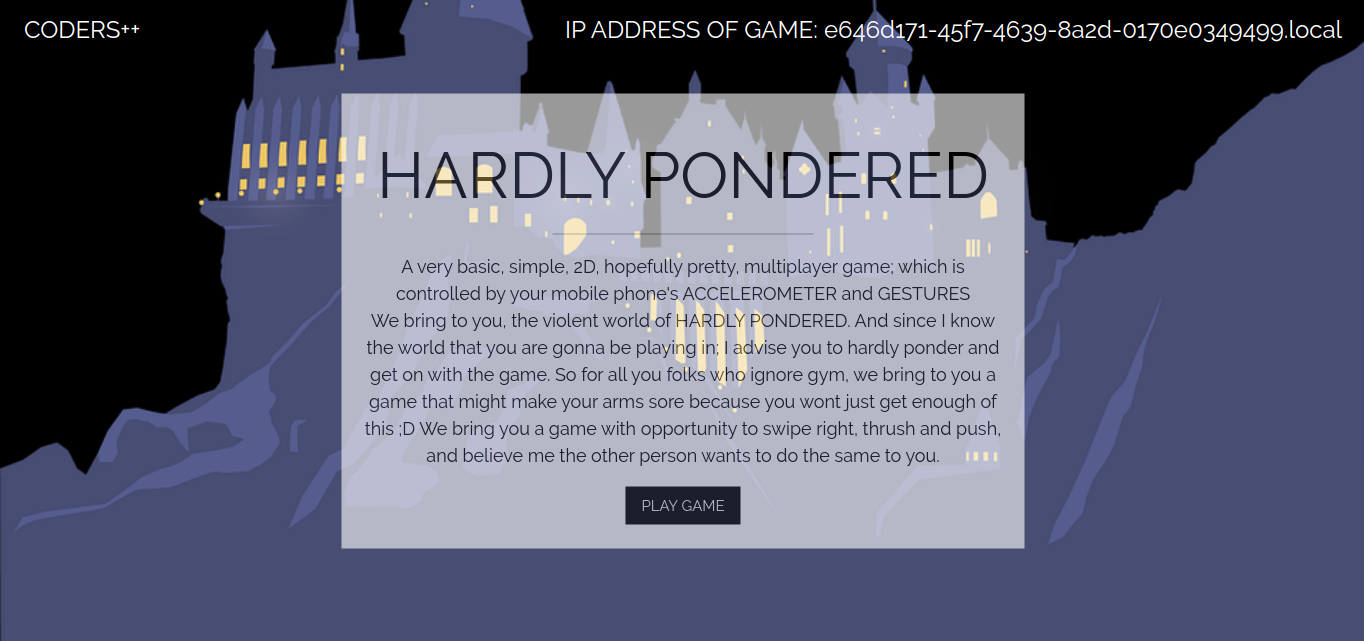 CODERS++
IP ADDRESS OF GAME: e646d171-45f7-4639-8a2d-0170e0349499.local
HARDLY PONDERED
A very basic, simple, 2D, hopefully pretty, multiplayer game; which is
controlled by your mobile phone's ACCELEROMETER and GESTURES
We bring to you, the violent world of HARDLY PONDERED. And since I know
the world that you are gonna be playing in; I advise you to hardly ponder and
get on with the game. So for all you folks who ignore gym, we bring to you a
game that might make your arms sore because you wont just get enough of
this ;D We bring you a game with opportunity to swipe right, thrush and push,
and believe me the other person wants to do the same to you.
PLAY GAME